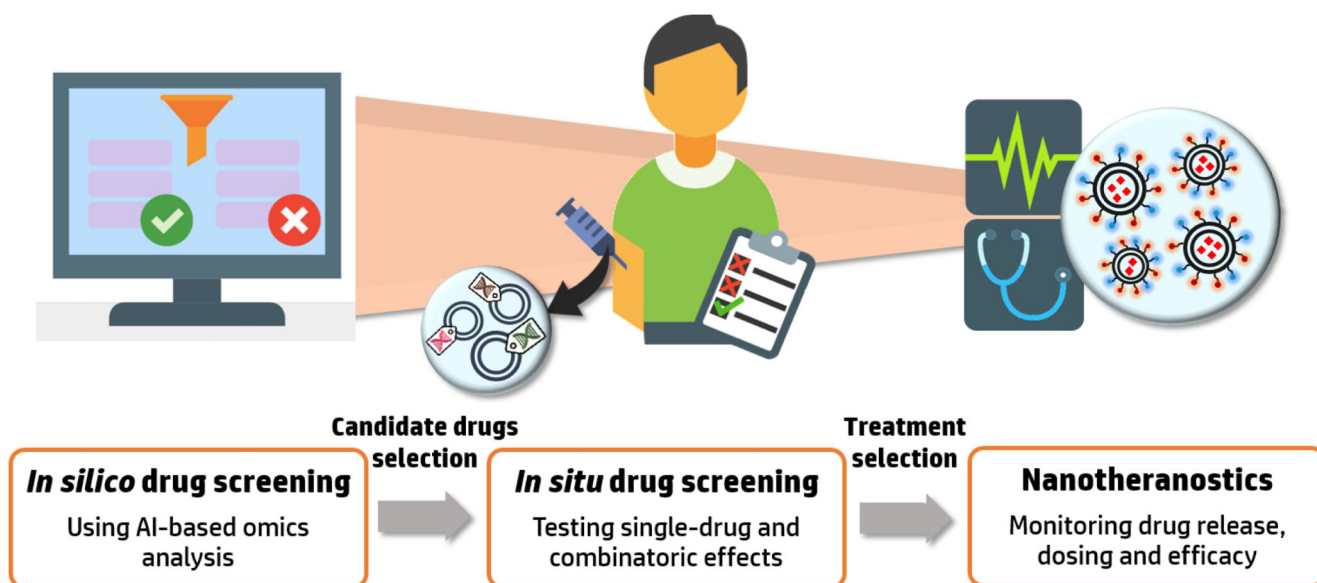 Candidate drugs
selection
Treatment
selection
In silico drug screening
Using AI-based omics
analysis
In situ drug screening
Testing single-drug and
combinatoric effects
Nanotheranostics
Monitoring drug release,
dosing and efficacy